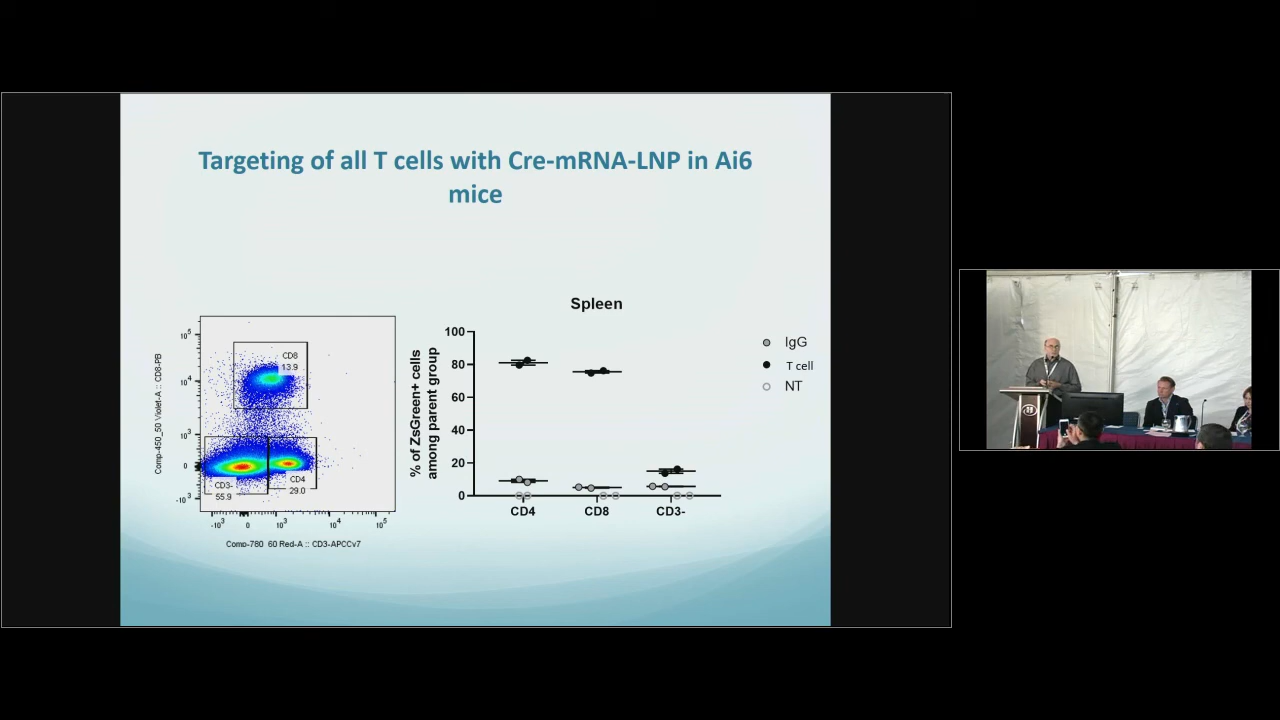 Targeting of all T cells with Cre-mRNA-LNP in Ai6
mice
Spleen
Comp-450_50 Violet-A :: CD8-PB
10^5
10^4
10^3
0
-10^3
CD8
13.9
CD3-
55.9
CD4
29.0
-10^3 0 10^3 10^4 10^5
Comp-780_60 Red-A :: CD3-APCCy7
% of ZsGreen+ cells
among parent group
100
80
60
40
20
0
CD4 CD8 CD3-
IgG
T cell
NT